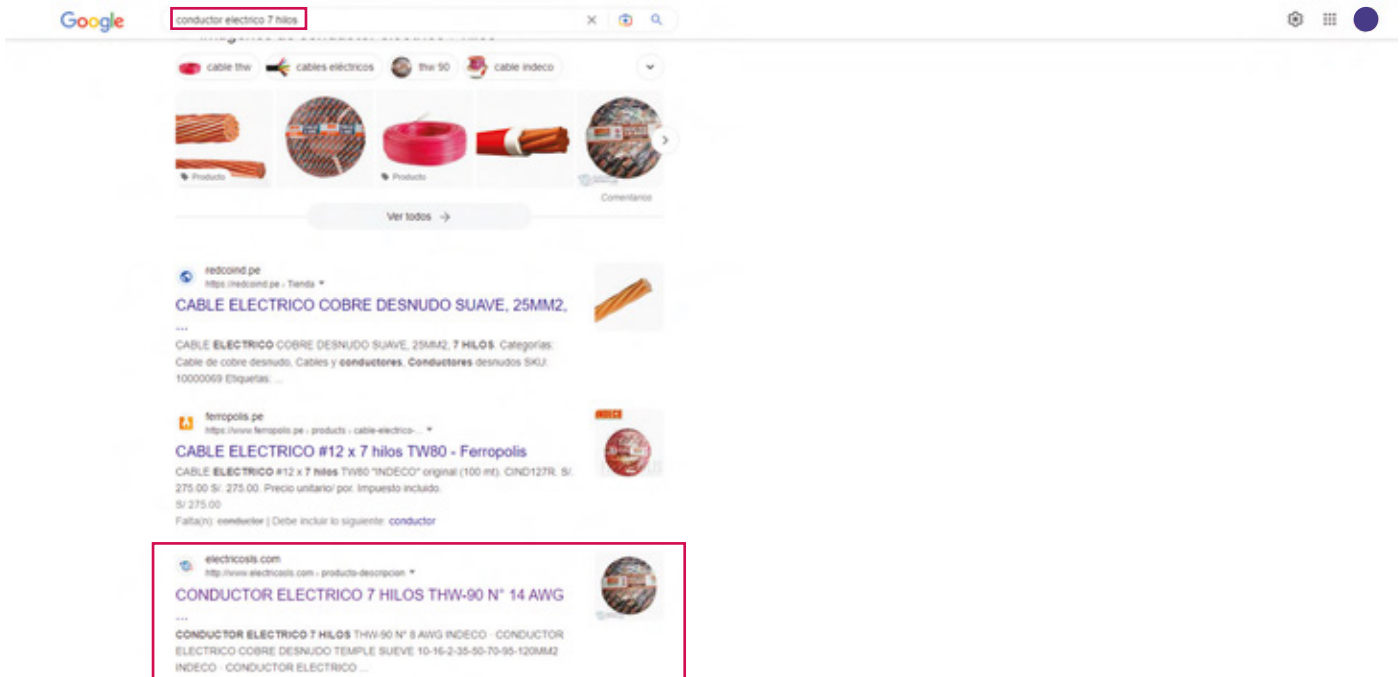 Google
conductor electrico 7 hilos
cable thw
cables eléctricos
thw 90
cable indeco
Producto
Producto
Comentarios
Ver todos →
redcoind.pe
https://redcoind.pe › Tienda
CABLE ELECTRICO COBRE DESNUDO SUAVE, 25MM2,
...
CABLE ELECTRICO COBRE DESNUDO SUAVE, 25MM2, 7 HILOS. Categorías:
Cable de cobre desnudo, Cables y conductores, Conductores desnudos SKU:
10000069 Etiquetas: ...
ferropolis.pe
https://www.ferropolis.pe › products › cable-electrico-...
CABLE ELECTRICO #12 x 7 hilos TW80 - Ferropolis
CABLE ELECTRICO #12 x 7 hilos TW80 "INDECO" original (100 mt). CIND127R. S/.
275.00 S/. 275.00. Precio unitario/ por. Impuesto incluido.
S/ 275.00
Falta(n): conductor | Debe incluir lo siguiente: conductor
electricosls.com
http://www.electricosls.com › producto-descripcion
CONDUCTOR ELECTRICO 7 HILOS THW-90 N° 14 AWG
...
CONDUCTOR ELECTRICO 7 HILOS THW-90 N° 8 AWG INDECO · CONDUCTOR
ELECTRICO COBRE DESNUDO TEMPLE SUEVE 10-16-2-35-50-70-95-120MM2
INDECO · CONDUCTOR ELECTRICO ...